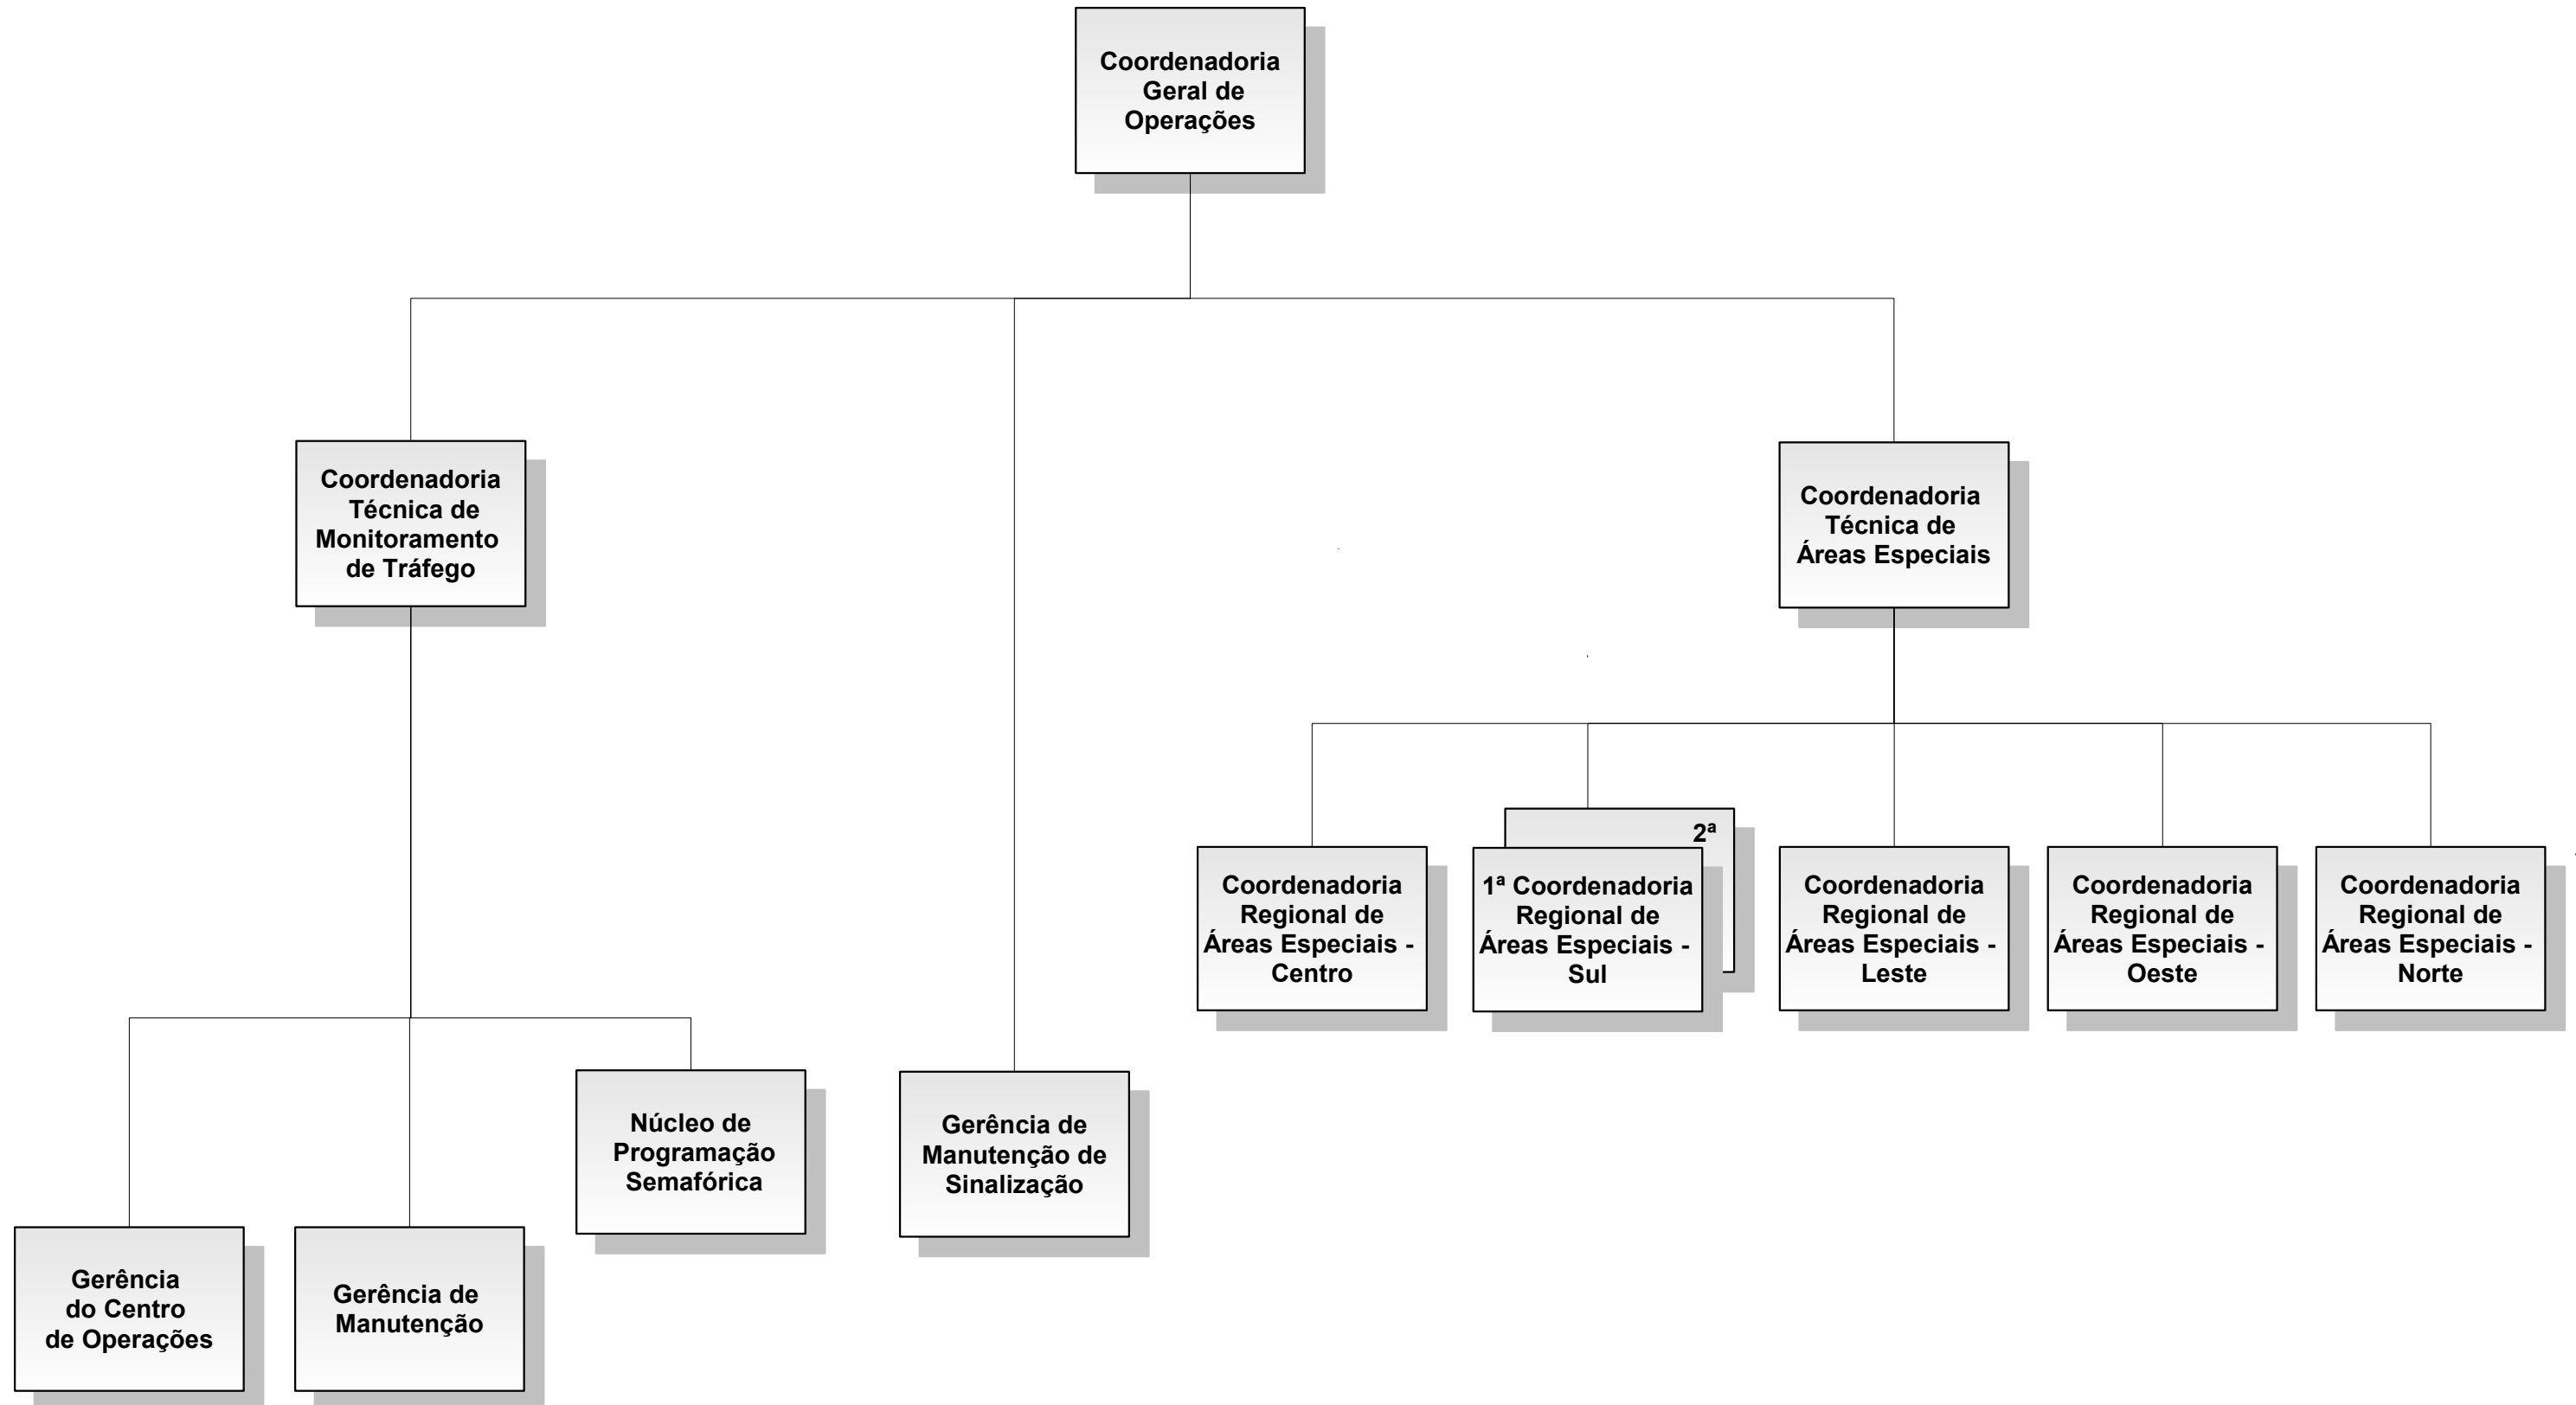 Coordenadoria
Geral de
Operações
Coordenadoria
Técnica de
Monitoramento
de Tráfego
Coordenadoria
Técnica de
Áreas Especiais
Coordenadoria
Regional de
Áreas Especiais -
Centro
2ª
1ª Coordenadoria
Regional de
Áreas Especiais -
Sul
Coordenadoria
Regional de
Áreas Especiais -
Leste
Coordenadoria
Regional de
Áreas Especiais -
Oeste
Coordenadoria
Regional de
Áreas Especiais -
Norte
Núcleo de
Programação
Semafórica
Gerência de
Manutenção de
Sinalização
Gerência
do Centro
de Operações
Gerência de
Manutenção